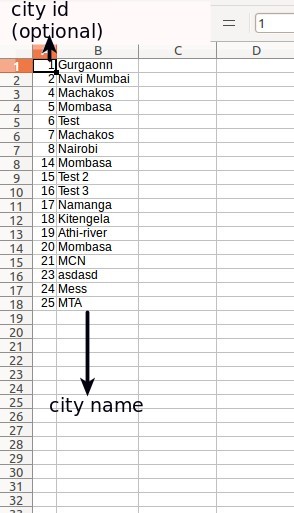 city id
(optional)
= 1
B C D
1 1 Gurgaonn
2 2 Navi Mumbai
3 4 Machakos
4 5 Mombasa
5 6 Test
6 7 Machakos
7 8 Nairobi
8 14 Mombasa
9 15 Test 2
10 16 Test 3
11 17 Namanga
12 18 Kitengela
13 19 Athi-river
14 20 Mombasa
15 21 MCN
16 23 asdasd
17 24 Mess
18 25 MTA
19
20
21
22
23
24
25 city name
26
27
28
29
30
31
32
33